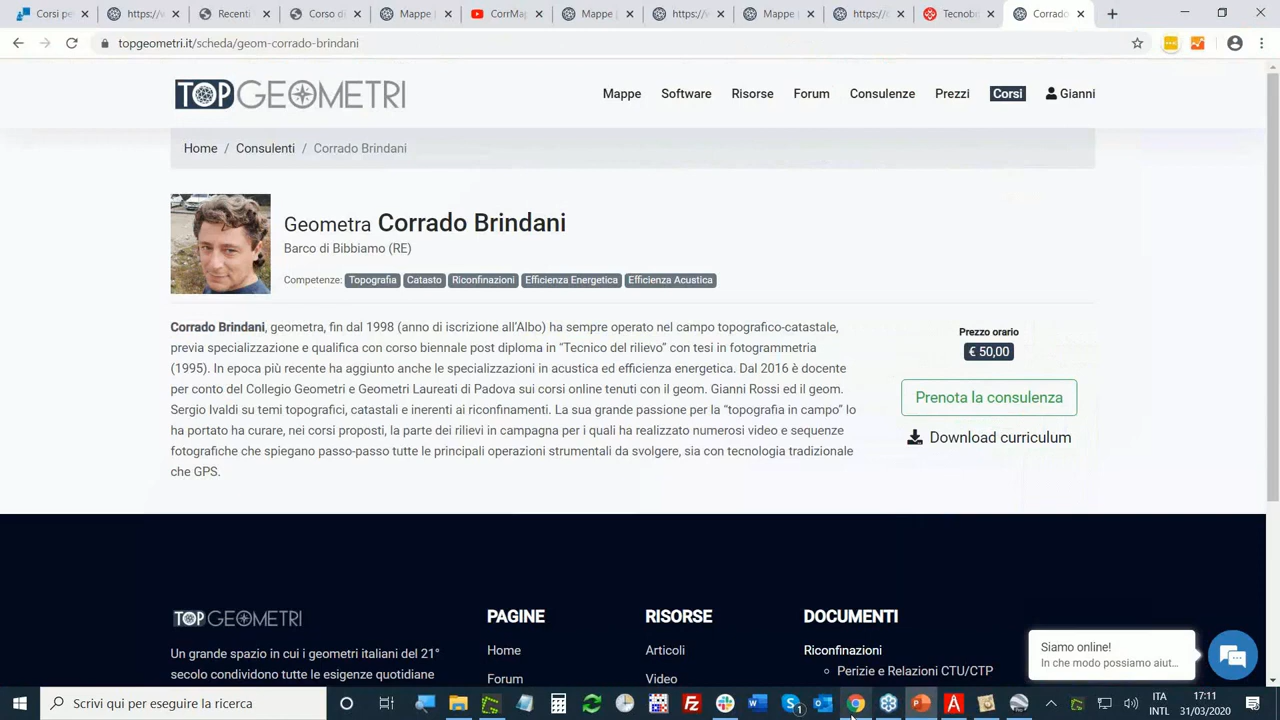 Corsi pe
https://v
Recenti
Corso di
Mappe |
CorrMap
Mappe |
https://v
Mappe |
https://c
Tecnobi
Corrado
topgeometri.it/scheda/geom-corrado-brindani
TOPGEOMETRI
Mappe Software Risorse Forum Consulenze Prezzi Corsi Gianni
Home / Consulenti / Corrado Brindani
Geometra Corrado Brindani
Barco di Bibbiamo (RE)
Competenze: Topografia Catasto Riconfinazioni Efficienza Energetica Efficienza Acustica
Corrado Brindani, geometra, fin dal 1998 (anno di iscrizione all'Albo) ha sempre operato nel campo topografico-catastale,
previa specializzazione e qualifica con corso biennale post diploma in “Tecnico del rilievo” con tesi in fotogrammetria
(1995). In epoca più recente ha aggiunto anche le specializzazioni in acustica ed efficienza energetica. Dal 2016 è docente
per conto del Collegio Geometri e Geometri Laureati di Padova sui corsi online tenuti con il geom. Gianni Rossi ed il geom.
Sergio Ivaldi su temi topografici, catastali e inerenti ai riconfinamenti. La sua grande passione per la “topografia in campo” lo
ha portato ha curare, nei corsi proposti, la parte dei rilievi in campagna per i quali ha realizzato numerosi video e sequenze
fotografiche che spiegano passo-passo tutte le principali operazioni strumentali da svolgere, sia con tecnologia tradizionale
che GPS.
Prezzo orario
€ 50,00
Prenota la consulenza
Download curriculum
TOPGEOMETRI
Un grande spazio in cui i geometri italiani del 21°
secolo condividono tutte le esigenze quotidiane
PAGINE
Home
Forum
RISORSE
Articoli
Video
DOCUMENTI
Riconfinazioni
Perizie e Relazioni CTU/CTP
Siamo online!
In che modo possiamo aiut...
Scrivi qui per eseguire la ricerca
ITA
INTL
17:11
31/03/2020